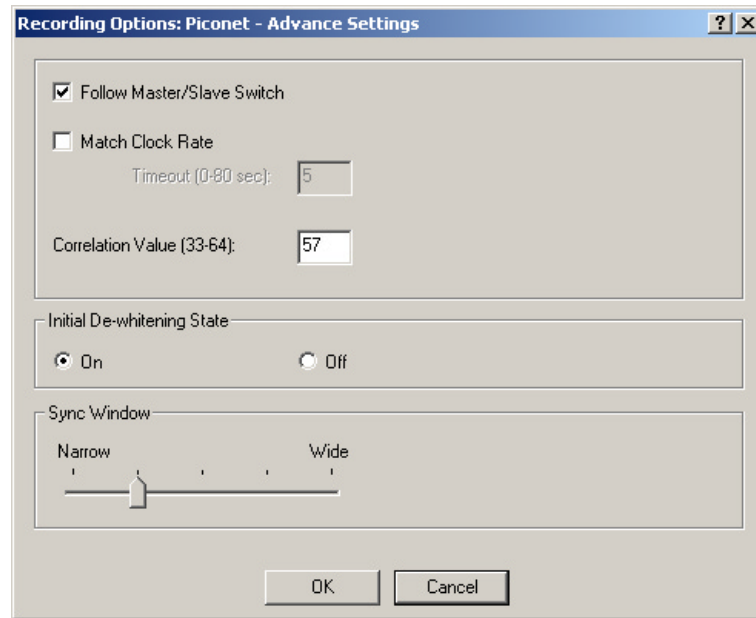 Recording Options: Piconet - Advance Settings
Follow Master/Slave Switch
Match Clock Rate
Timeout (0-80 sec): 5
Correlation Value (33-64): 57
Initial De-whitening State
On Off
Sync Window
Narrow Wide
OK Cancel